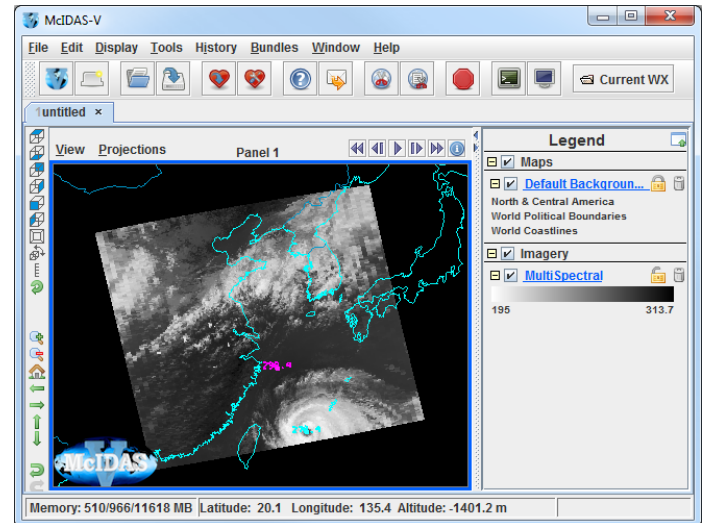 McIDAS-V
File Edit Display Tools History Bundles Window Help
Current WX
1untitled ×
View Projections Panel 1
Legend
Maps
Default Backgroun...
North & Central America
World Political Boundaries
World Coastlines
Imagery
MultiSpectral
195 313.7
McIDAS
V
Memory: 510/966/11618 MB Latitude: 20.1 Longitude: 135.4 Altitude: -1401.2 m